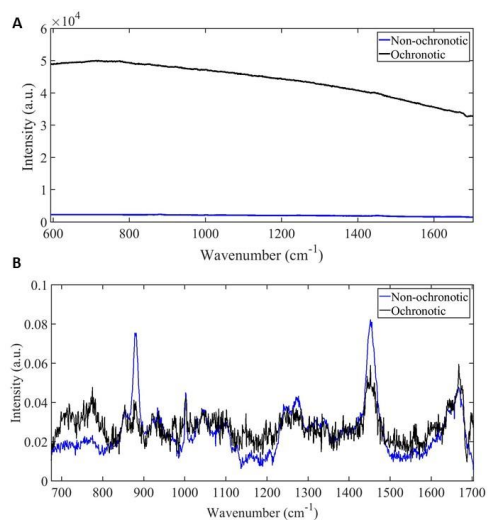 A
×10⁴
6
5
4
3
2
1
0
Intensity (a.u.)
Non-ochronotic
Ochronotic
600 800 1000 1200 1400 1600
Wavenumber (cm⁻¹)
B
0.1
0.08
0.06
0.04
0.02
0
Intensity (a.u.)
Non-ochronotic
Ochronotic
700 800 900 1000 1100 1200 1300 1400 1500 1600 1700
Wavenumber (cm⁻¹)